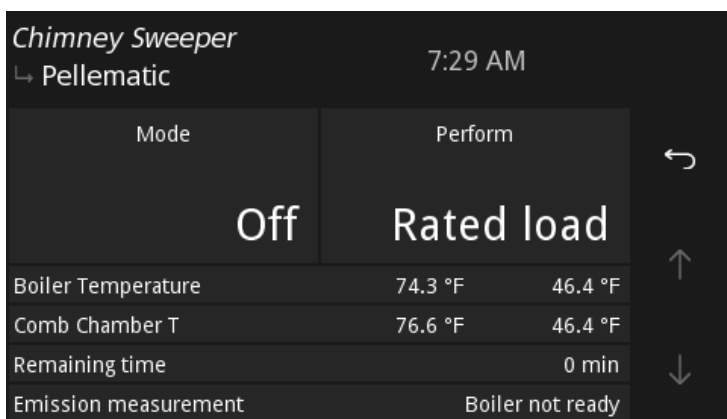 Chimney Sweeper
Pellematic
7:29 AM
Mode
Off
Perform
Rated load
Boiler Temperature 74.3 °F 46.4 °F
Comb Chamber T 76.6 °F 46.4 °F
Remaining time 0 min
Emission measurement Boiler not ready